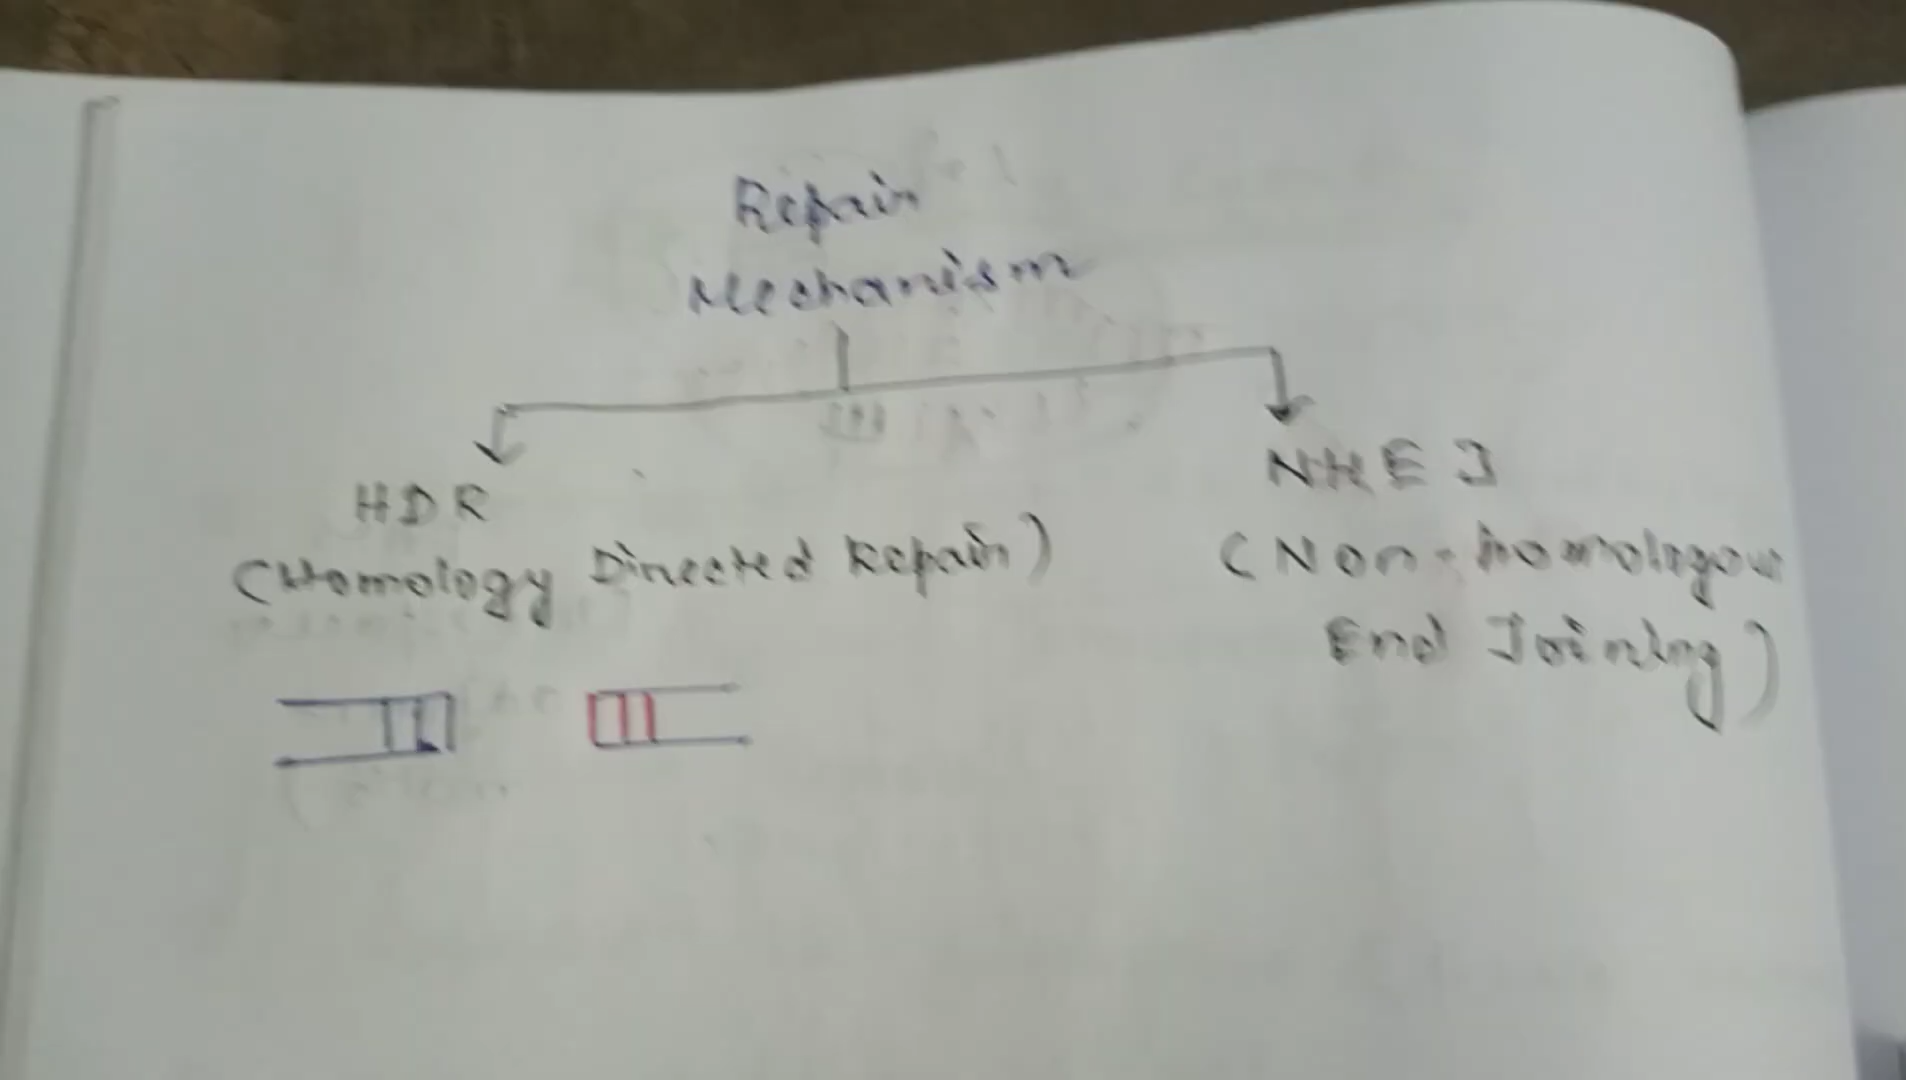 Repair
Mechanism
HDR
(Homology Directed Repair)
NHEJ
(Non-homologous
End Joining)